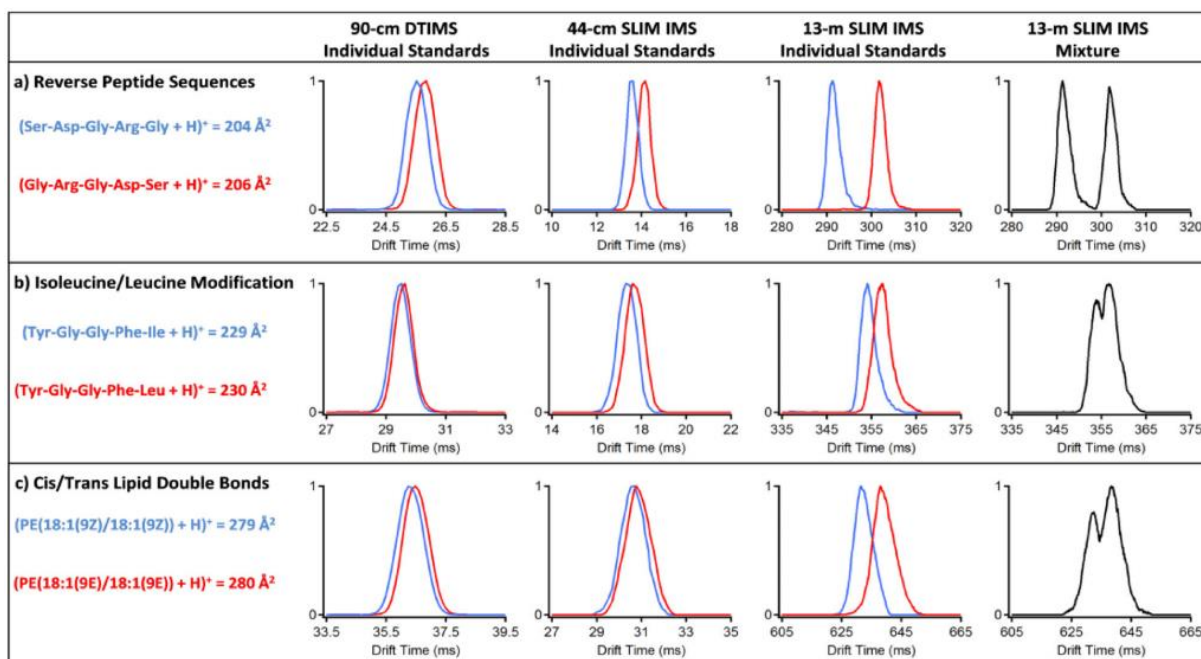 90-cm DTIMS
Individual Standards
44-cm SLIM IMS
Individual Standards
13-m SLIM IMS
Individual Standards
13-m SLIM IMS
Mixture
a) Reverse Peptide Sequences
(Ser-Asp-Gly-Arg-Gly + H)⁺ = 204 Å²
(Gly-Arg-Gly-Asp-Ser + H)⁺ = 206 Å²
1
0
22.5 24.5 26.5 28.5
Drift Time (ms)
1
0
10 12 14 16 18
Drift Time (ms)
1
0
280 290 300 310 320
Drift Time (ms)
1
0
280 290 300 310 320
Drift Time (ms)
b) Isoleucine/Leucine Modification
(Tyr-Gly-Gly-Phe-Ile + H)⁺ = 229 Å²
(Tyr-Gly-Gly-Phe-Leu + H)⁺ = 230 Å²
1
0
27 29 31 33
Drift Time (ms)
1
0
14 16 18 20 22
Drift Time (ms)
1
0
335 345 355 365 375
Drift Time (ms)
1
0
335 345 355 365 375
Drift Time (ms)
c) Cis/Trans Lipid Double Bonds
(PE(18:1(9Z)/18:1(9Z)) + H)⁺ = 279 Å²
(PE(18:1(9E)/18:1(9E)) + H)⁺ = 280 Å²
1
0
33.5 35.5 37.5 39.5
Drift Time (ms)
1
0
27 29 31 33 35
Drift Time (ms)
1
0
605 625 645 665
Drift Time (ms)
1
0
605 625 645 665
Drift Time (ms)